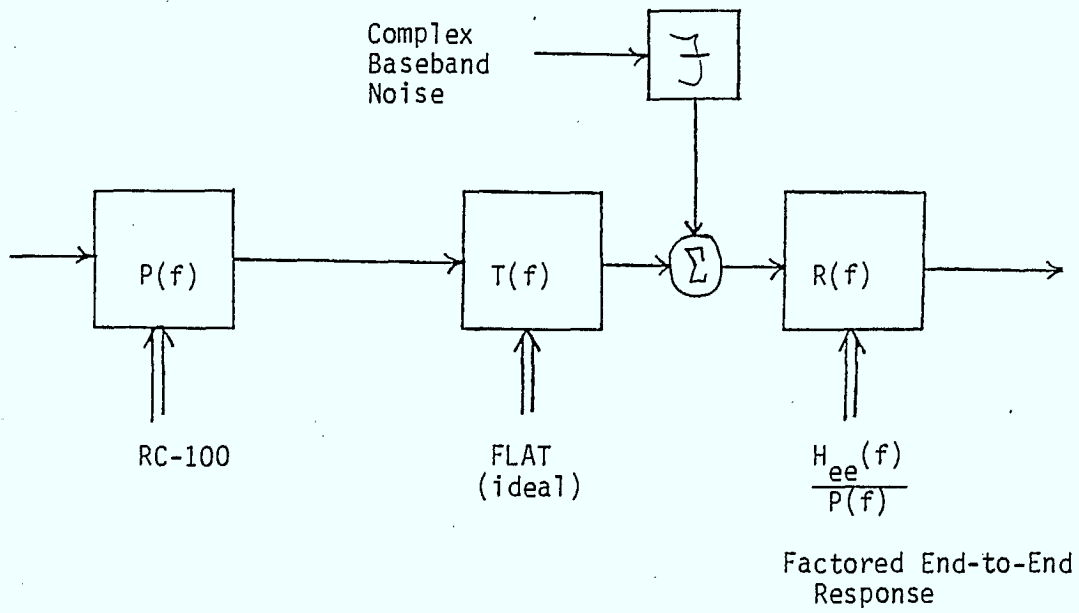 Complex
Baseband
Noise
P(f)
T(f)
Σ
R(f)
RC-100
FLAT
(ideal)
H_ee(f)
P(f)
Factored End-to-End
Response